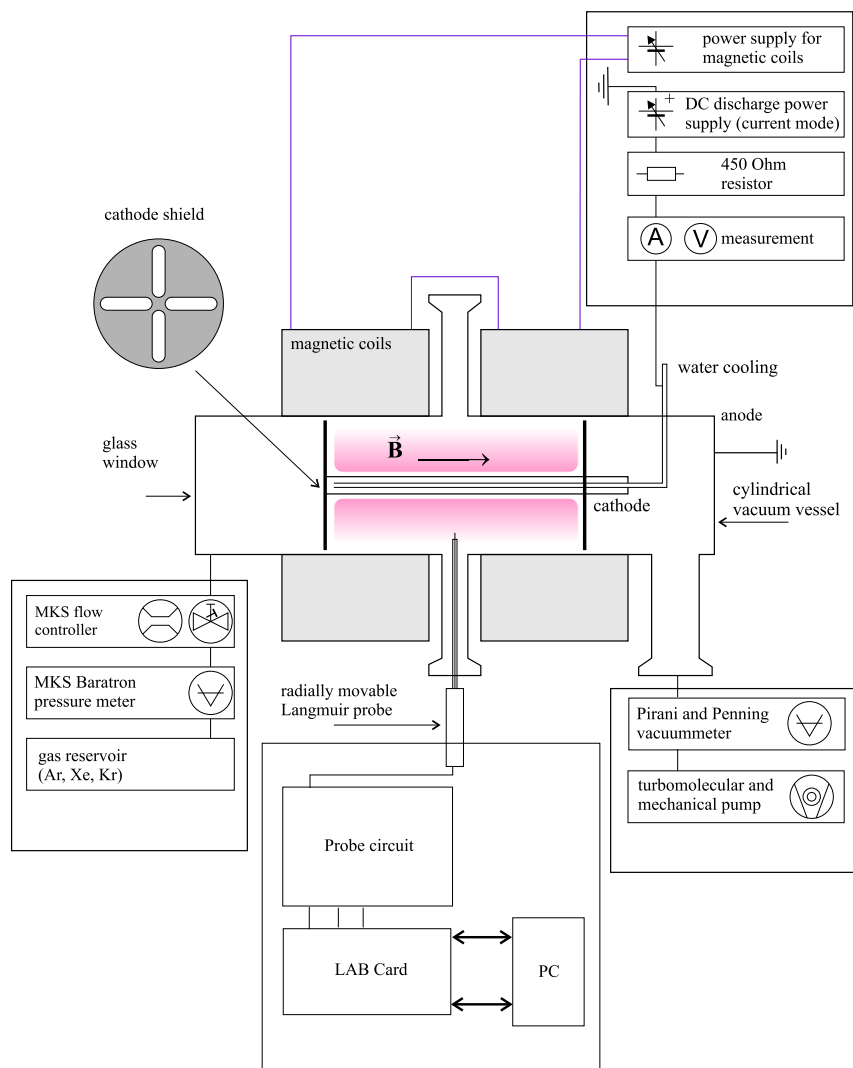 power supply for
magnetic coils
+
DC discharge power
supply (current mode)
450 Ohm
resistor
A
V
measurement
cathode shield
magnetic coils
water cooling
anode
glass
window
B
cathode
cylindrical
vacuum vessel
MKS flow
controller
MKS Baratron
pressure meter
gas reservoir
(Ar, Xe, Kr)
radially movable
Langmuir probe
Pirani and Penning
vacuummeter
turbomolecular and
mechanical pump
Probe circuit
LAB Card
PC